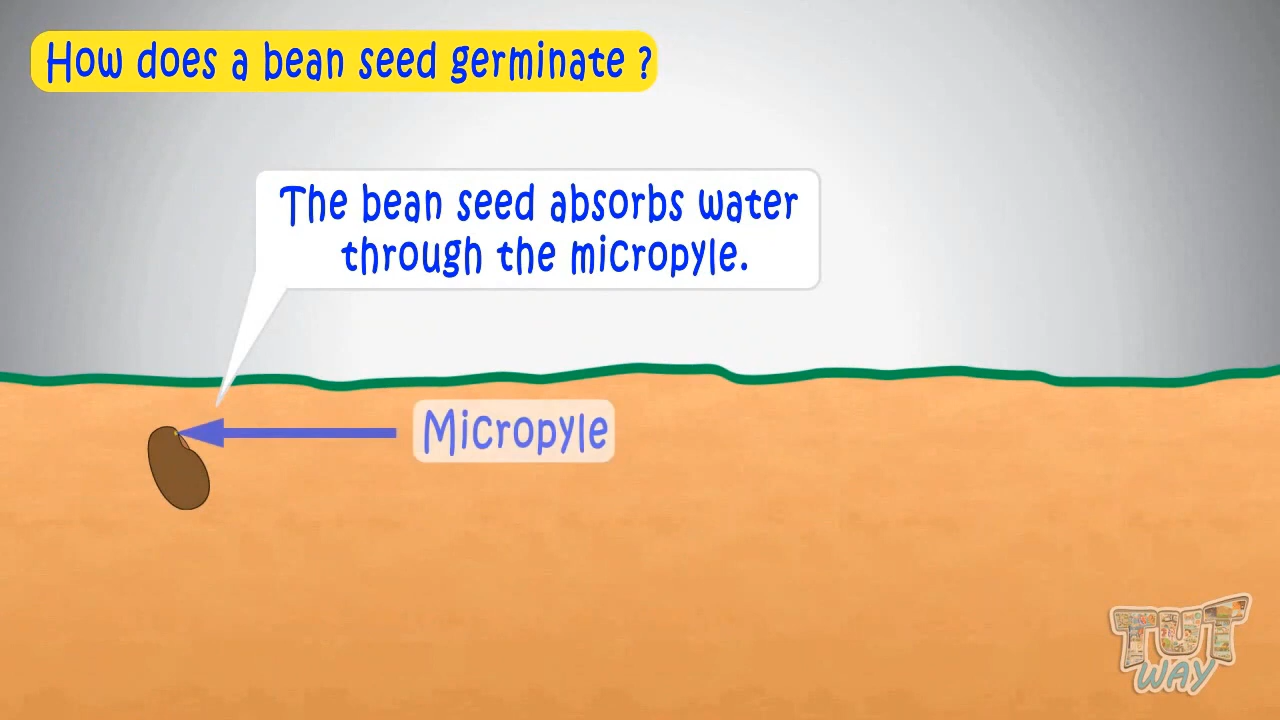 How does a bean seed germinate ?
The bean seed absorbs water
through the micropyle.
Micropyle
TUT
WAY